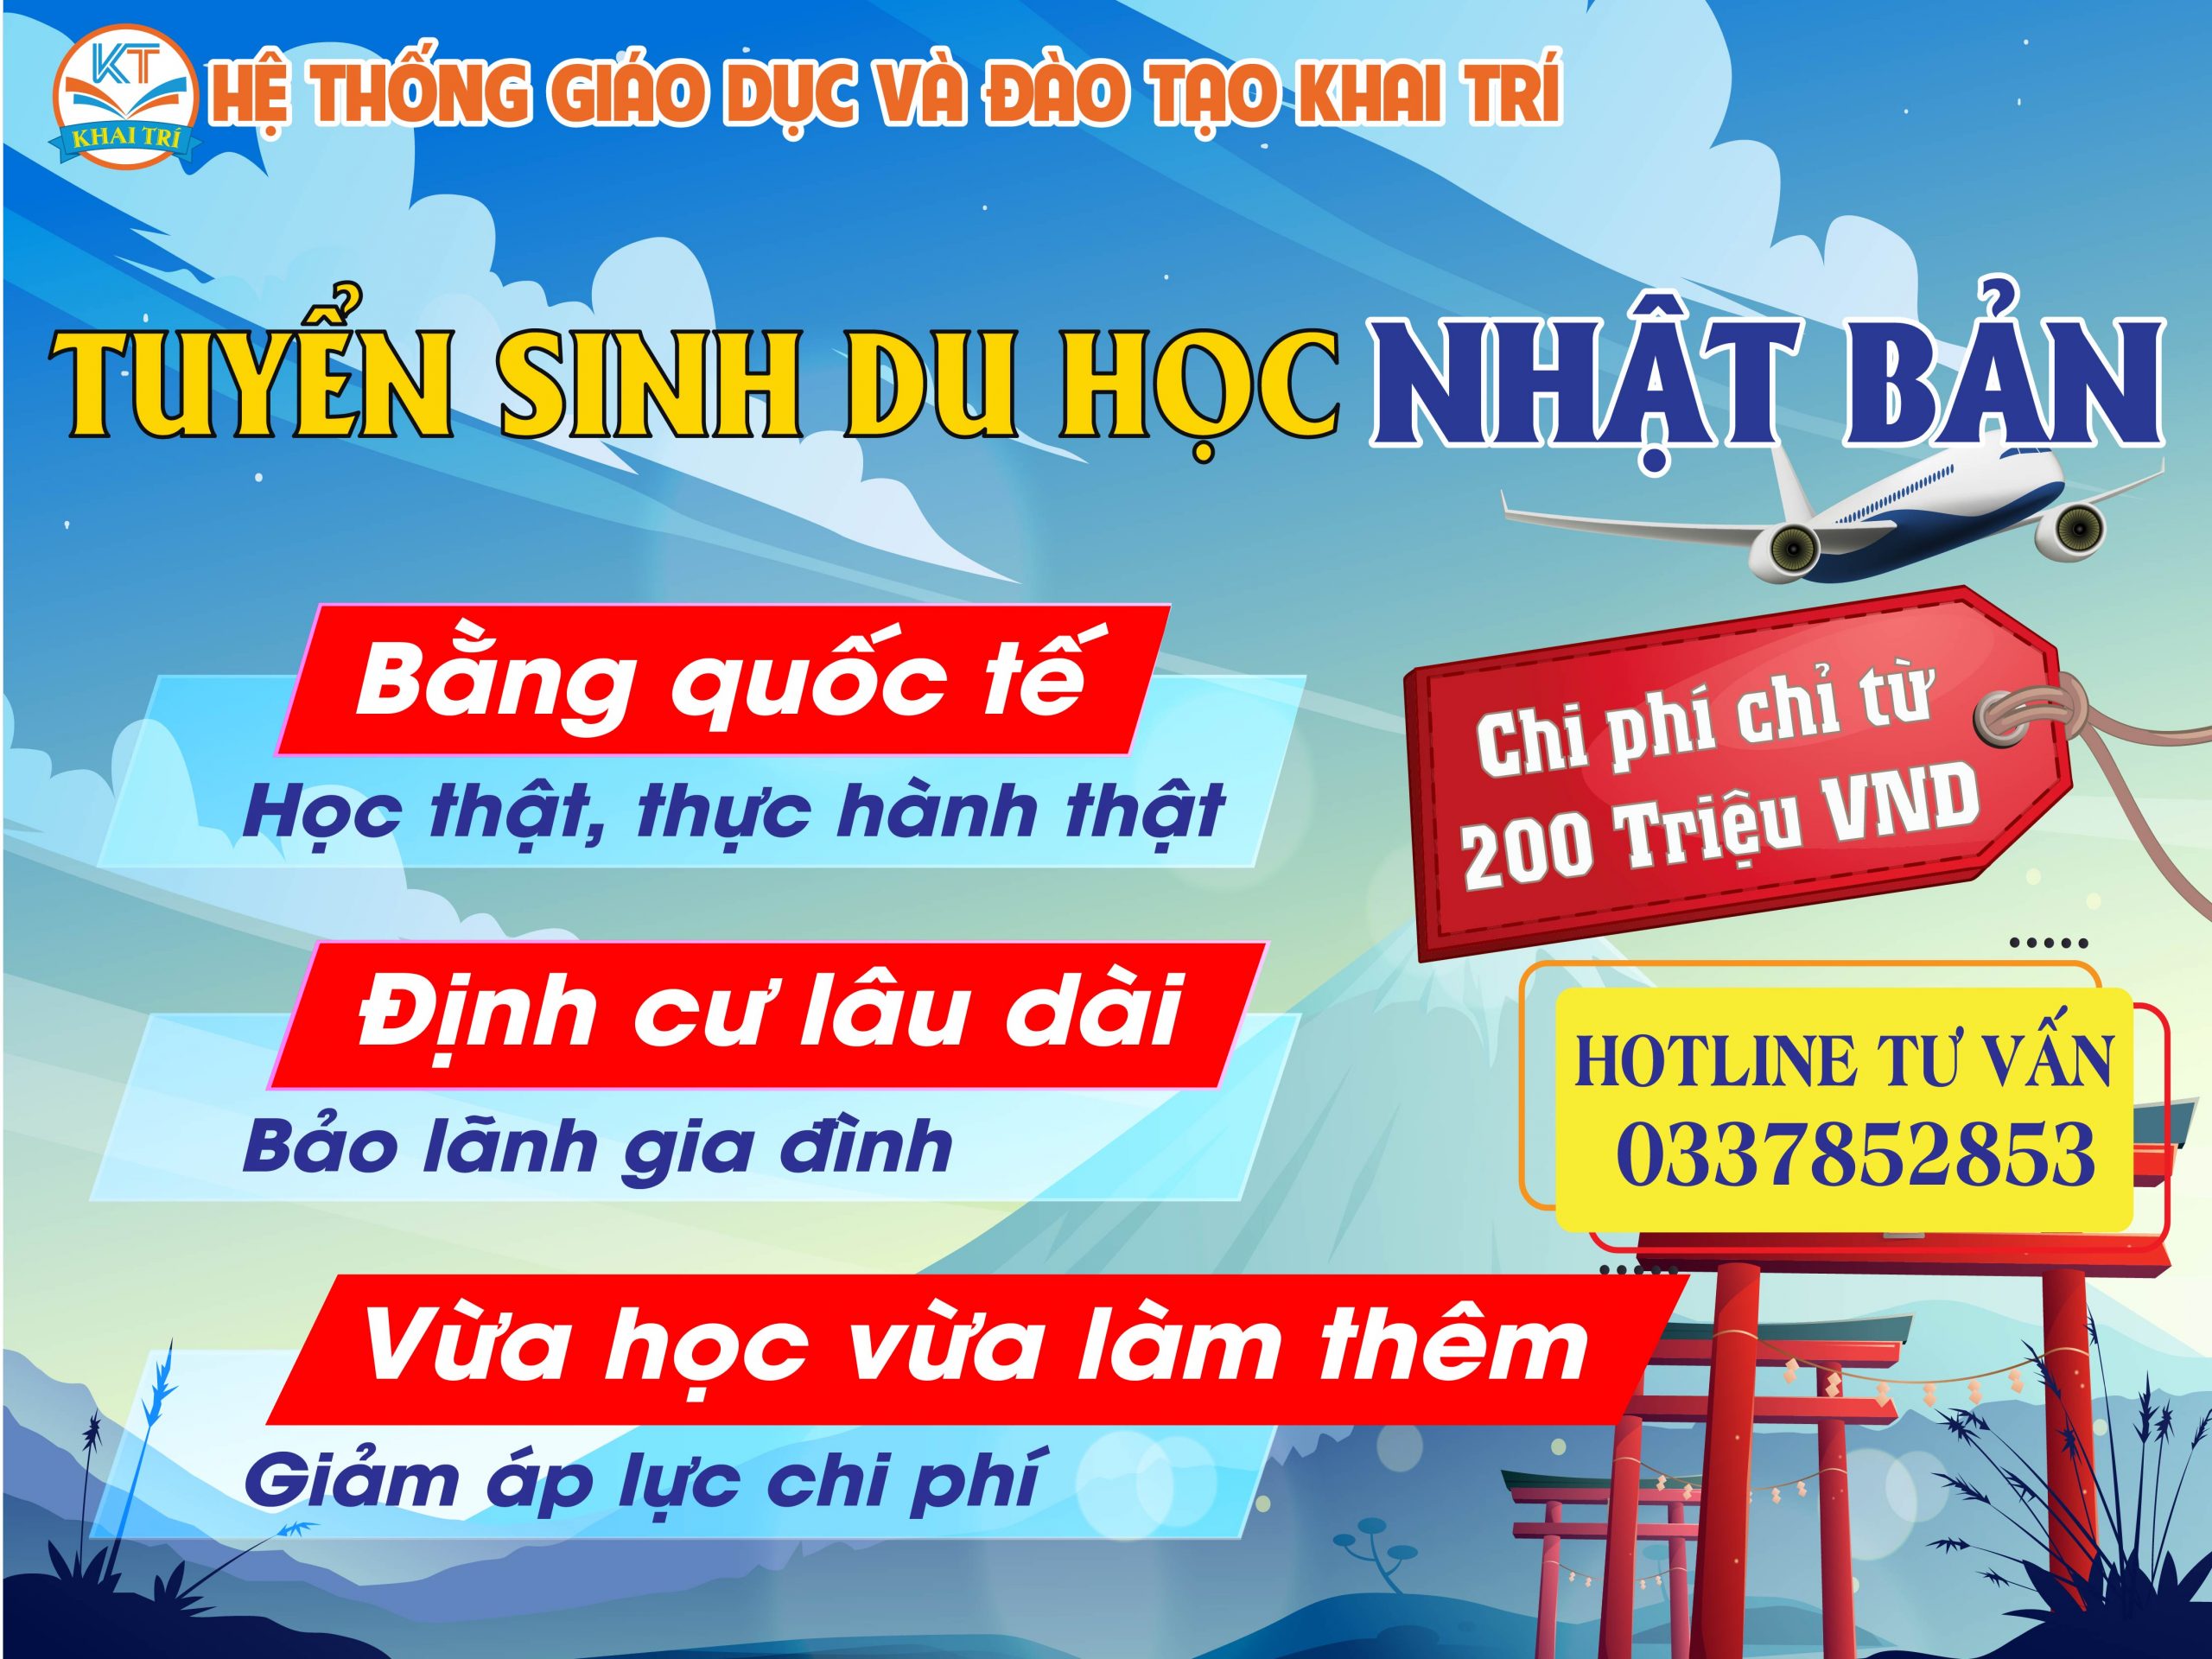 KT
KHAI TRÍ
HỆ THỐNG GIÁO DỤC VÀ ĐÀO TẠO KHAI TRÍ
TUYỂN SINH DU HỌC NHẬT BẢN
Bằng quốc tế
Học thật, thực hành thật
Chi phí chỉ từ
200 Triệu VND
Định cư lâu dài
Bảo lãnh gia đình
HOTLINE TƯ VẤN
0337852853
Vừa học vừa làm thêm
Giảm áp lực chi phí